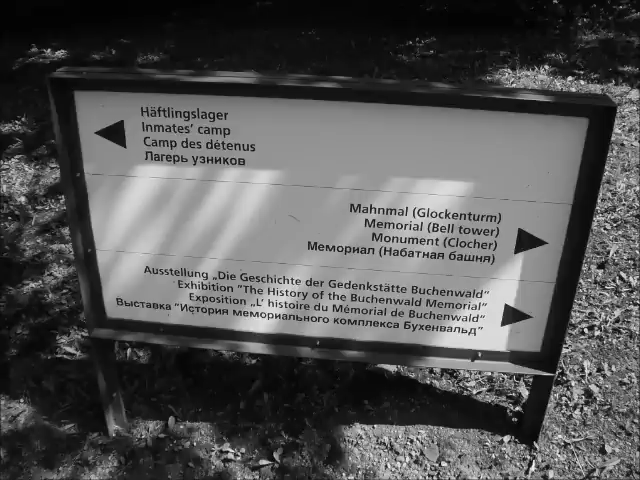 Häftlingslager
Inmates' camp
Camp des détenus
Лагерь узников
Mahnmal (Glockenturm)
Memorial (Bell tower)
Monument (Clocher)
Мемориал (Набатная башня)
Ausstellung „Die Geschichte der Gedenkstätte Buchenwald"
Exhibition "The History of the Buchenwald Memorial"
Exposition „L' histoire du Mémorial de Buchenwald"
Выставка "История мемориального комплекса Бухенвальд"